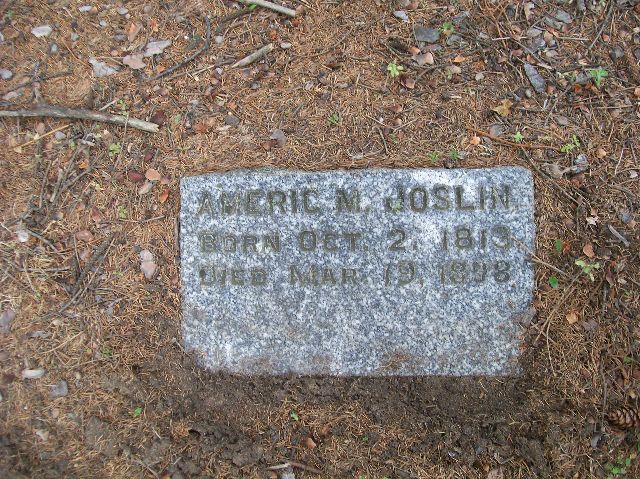 AMERIC M. JOSLIN.
BORN OCT. 2, 1813.
DIED MAR. 19, 1898.